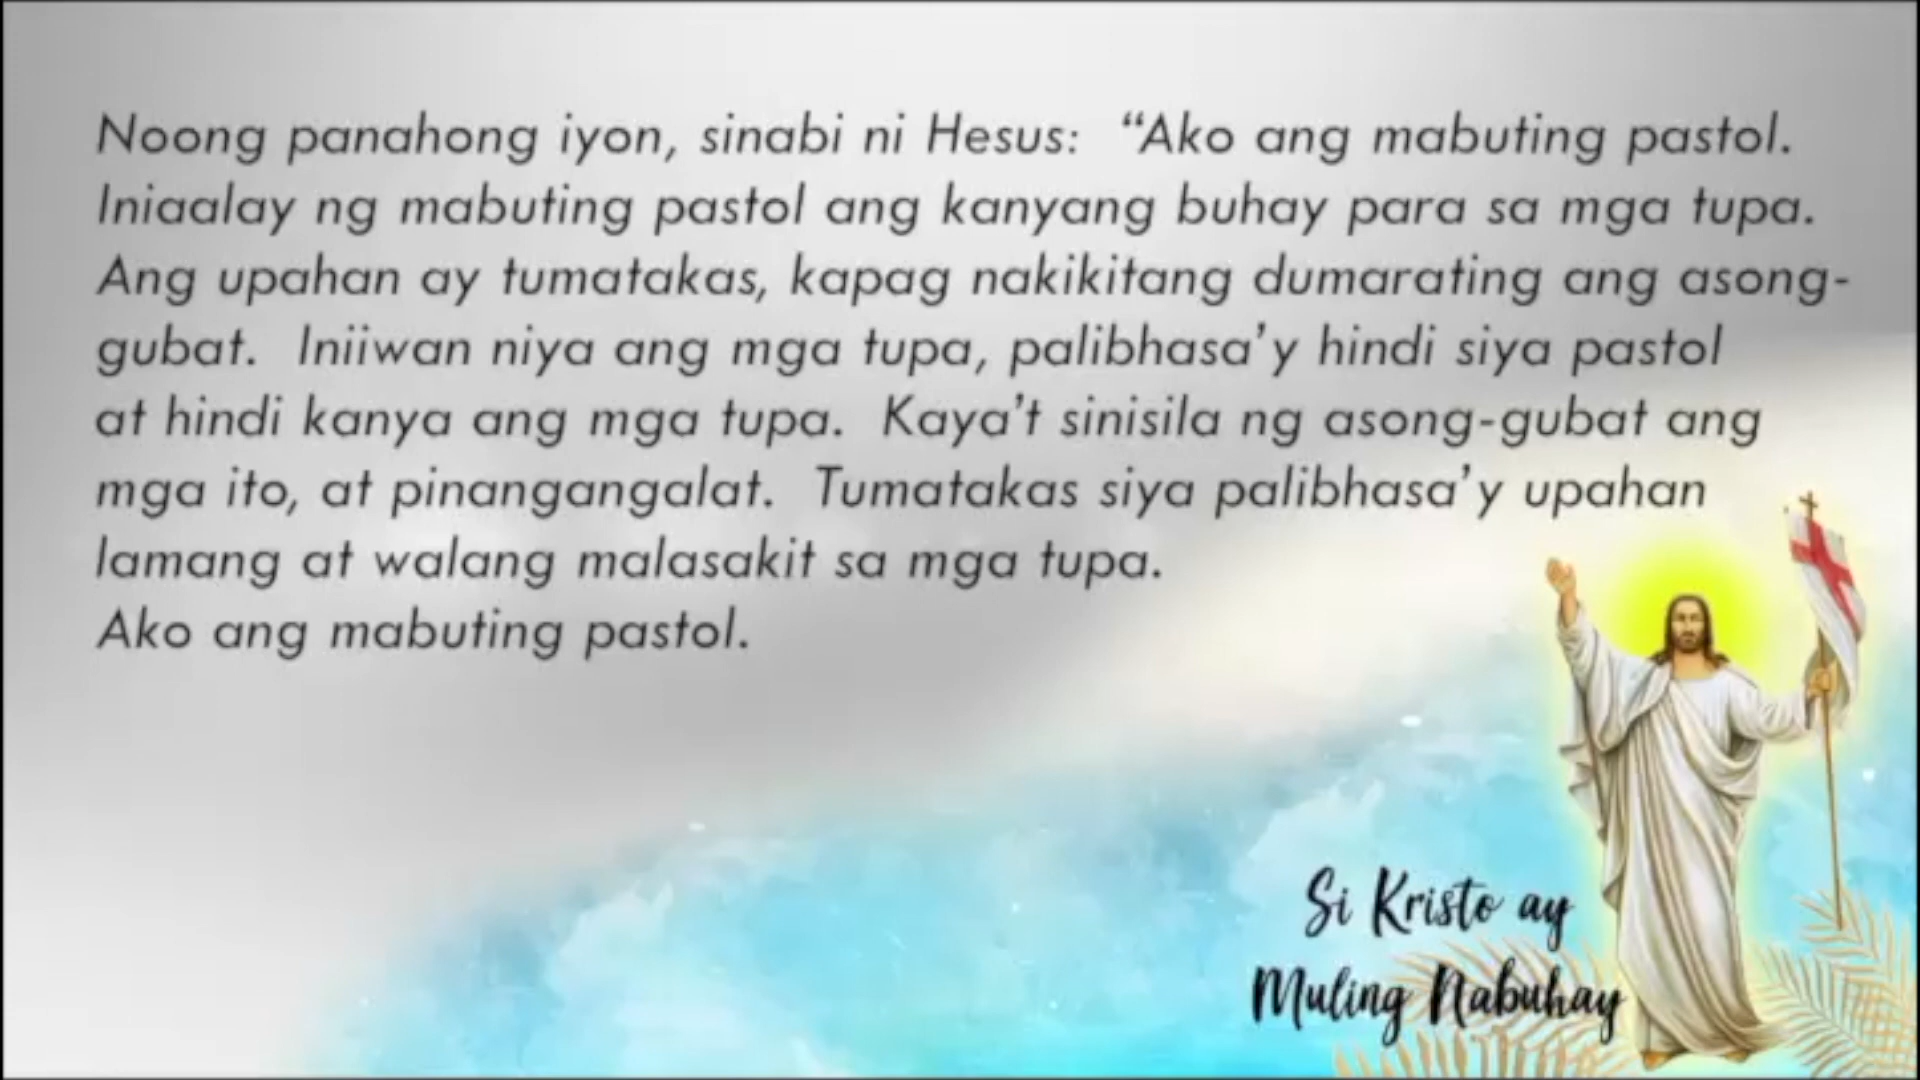 Noong panahong iyon, sinabi ni Hesus: “Ako ang mabuting pastol.
Iniaalay ng mabuting pastol ang kanyang buhay para sa mga tupa.
Ang upahan ay tumatakas, kapag nakikitang dumarating ang asong-
gubat. Iniiwan niya ang mga tupa, palibhasa’y hindi siya pastol
at hindi kanya ang mga tupa. Kaya’t sinisila ng asong-gubat ang
mga ito, at pinangangalat. Tumatakas siya palibhasa’y upahan
lamang at walang malasakit sa mga tupa.
Ako ang mabuting pastol.
Si Kristo ay
Muling Nabuhay